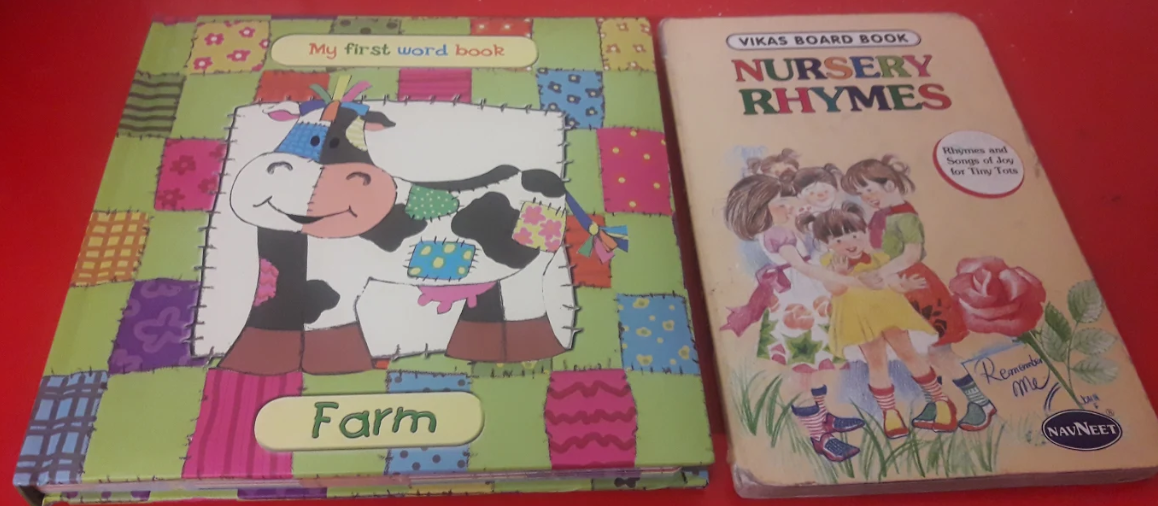 My first word book
Farm
VIKAS BOARD BOOK
NURSERY
RHYMES
Rhymes and
Songs of Joy
for Tiny Tots
Remember
me
NAVNEET
®